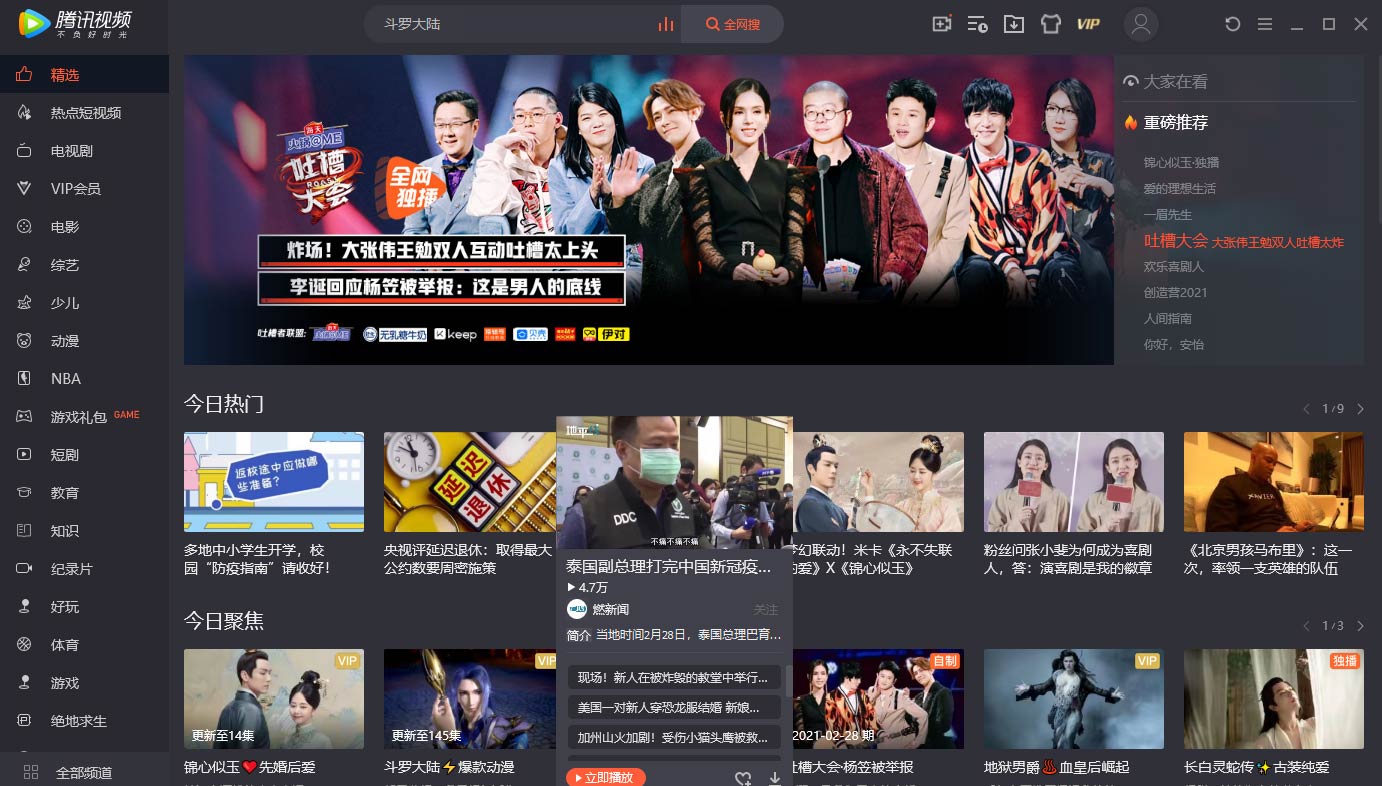 腾讯视频
不负好时光
斗罗大陆
全网搜
VIP
精选
热点短视频
电视剧
VIP会员
电影
综艺
少儿
动漫
NBA
游戏礼包 GAME
短剧
教育
知识
纪录片
好玩
体育
游戏
绝地求生
全部频道
火锅@ME
吐槽大会
ROAST
全网独播
炸场！大张伟王勉双人互动吐槽太上头
李诞回应杨笠被举报：这是男人的底线
吐槽者联盟:
火锅@ME
无乳糖牛奶
keep
贝壳
伊对
大家在看
重磅推荐
锦心似玉·独播
爱的理想生活
一眉先生
吐槽大会 大张伟王勉双人吐槽太炸
欢乐喜剧人
创造营2021
人间指南
你好，安怡
今日热门
1 / 9
返校途中应做哪些准备?
多地中小学生开学，校
园“防疫指南”请收好！
延迟
退休
央视评延迟退休：取得最大
公约数要周密施策
DDC
不痛不痛不痛
泰国副总理打完中国新冠疫...
4.7万
燃新闻
关注
简介 当地时间2月28日，泰国总理巴育...
现场！新人在被炸毁的教堂中举行...
美国一对新人穿恐龙服结婚 新娘...
加州山火加剧！受伤小猫头鹰被救...
立即播放
梦幻联动！米卡《永不失联
的爱》X《锦心似玉》
粉丝问张小斐为何成为喜剧
人，答：演喜剧是我的徽章
XAVIER
《北京男孩马布里》：这一
次，率领一支英雄的队伍
今日聚焦
1 / 3
VIP
更新至14集
锦心似玉❤️先婚后爱
VIP
更新至145集
斗罗大陆⚡爆款动漫
自制
2021-02-28 期
吐槽大会·杨笠被举报
VIP
地狱男爵♨️血皇后崛起
独播
长白灵蛇传✨古装纯爱